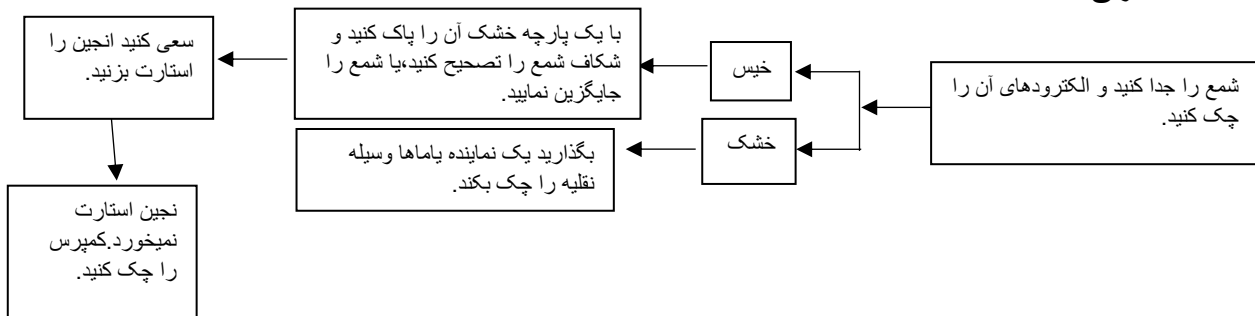 شمع را جدا کنید و الکترودهای آن را
چک کنید.
خیس
با یک پارچه خشک آن را پاک کنید و
شکاف شمع را تصحیح کنید،یا شمع را
جایگزین نمایید.
سعی کنید انجین را
استارت بزنید.
نجین استارت
نمیخورد.کمپرس
را چک کنید.
خشک
بگذارید یک نماینده یاماها وسیله
نقلیه را چک بکند.